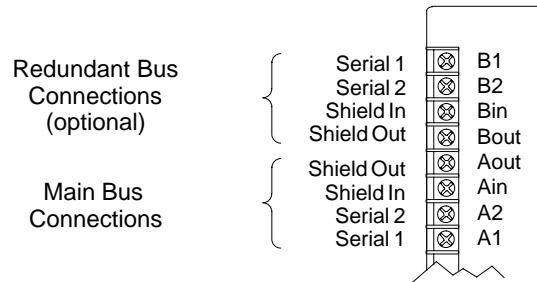 Redundant Bus
Connections
(optional)
Serial 1 B1
Serial 2 B2
Shield In Bin
Shield Out Bout
Main Bus
Connections
Shield Out Aout
Shield In Ain
Serial 2 A2
Serial 1 A1